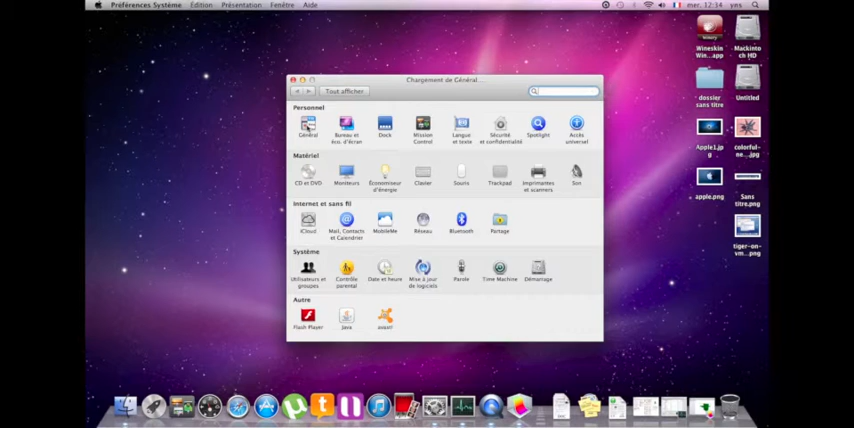 Préférences Système Édition Présentation Fenêtre Aide mer. 12:34 yns
Chargement de Général...
Tout afficher
Personnel
Général
Bureau et
éco. d'écran
Dock
Mission
Control
Langue
et texte
Sécurité
et confidentialité
Spotlight
Accès
universel
Matériel
CD et DVD
Moniteurs
Économiseur
d'énergie
Clavier
Souris
Trackpad
Imprimantes
et scanners
Son
Internet et sans fil
iCloud
Mail, Contacts
et Calendrier
MobileMe
Réseau
Bluetooth
Partage
Système
Utilisateurs et
groupes
Contrôle
parental
Date et heure
Mise à jour
de logiciels
Parole
Time Machine
Démarrage
Autre
Flash Player
Java
Wineskin
Win....app
Mackinto
ch HD
dossier
sans titre
Untitled
Apple1.jp
g
colorful-
ee....jpg
apple.png
Sans
titre.png
tiger-on-
vm...png